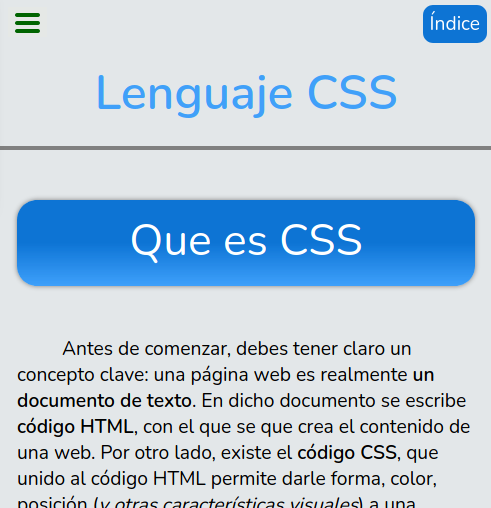 Índice
Lenguaje CSS
Que es CSS
Antes de comenzar, debes tener claro un
concepto clave: una página web es realmente un
documento de texto. En dicho documento se escribe
código HTML, con el que se que crea el contenido de
una web. Por otro lado, existe el código CSS, que
unido al código HTML permite darle forma, color,
posición (y otras características visuales) a una